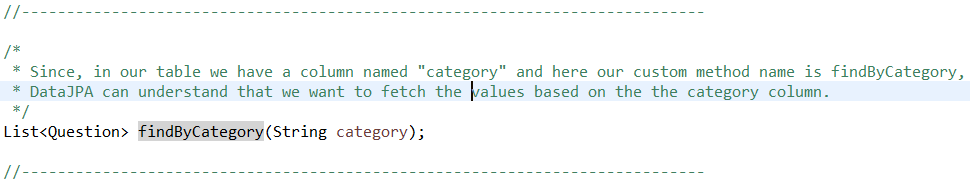 //--------------------------------------------------------------------------
/*
* Since, in our table we have a column named "category" and here our custom method name is findByCategory,
* DataJPA can understand that we want to fetch the values based on the the category column.
*/
List<Question> findByCategory(String category);
//--------------------------------------------------------------------------